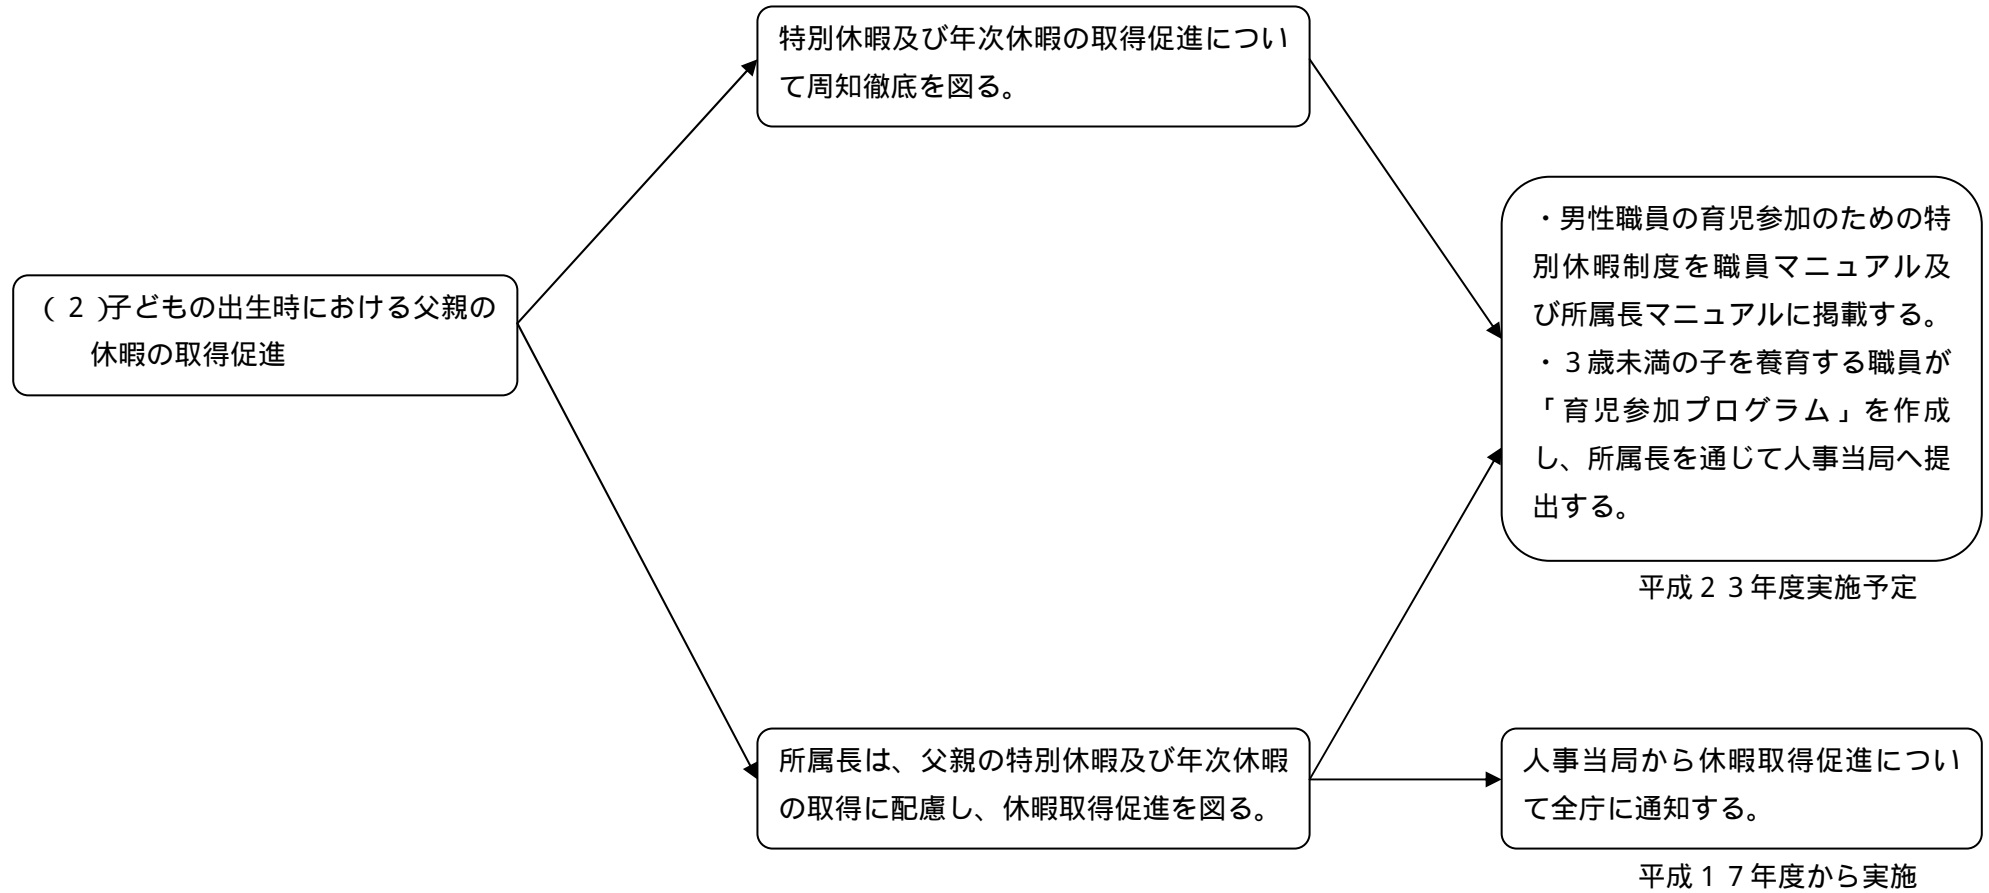 特別休暇及び年次休暇の取得促進につい
て周知徹底を図る。
・男性職員の育児参加のための特
別休暇制度を職員マニュアル及
び所属長マニュアルに掲載する。
・３歳未満の子を養育する職員が
「育児参加プログラム」を作成
し、所属長を通じて人事当局へ提
出する。
平成２３年度実施予定
（２）子どもの出生時における父親の
休暇の取得促進
所属長は、父親の特別休暇及び年次休暇
の取得に配慮し、休暇取得促進を図る。
人事当局から休暇取得促進につい
て全庁に通知する。
平成１７年度から実施